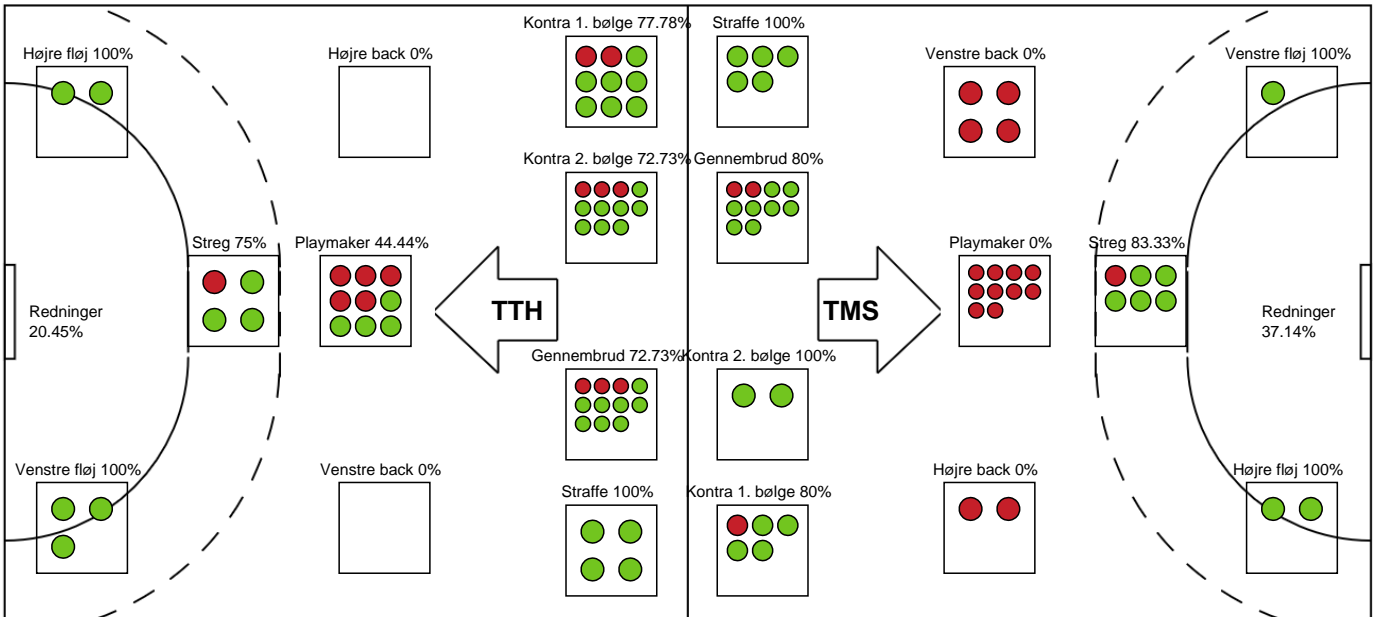 Kontra 1. bølge 77.78%
Straffe 100%
Højre fløj 100%
Højre back 0%
Venstre back 0%
Venstre fløj 100%
Kontra 2. bølge 72.73%
Gennembrud 80%
Streg 75%
Playmaker 44.44%
Playmaker 0%
Streg 83.33%
Redninger
20.45%
TTH
TMS
Redninger
37.14%
Gennembrud 72.73%
Kontra 2. bølge 100%
Venstre fløj 100%
Venstre back 0%
Straffe 100%
Kontra 1. bølge 80%
Højre back 0%
Højre fløj 100%